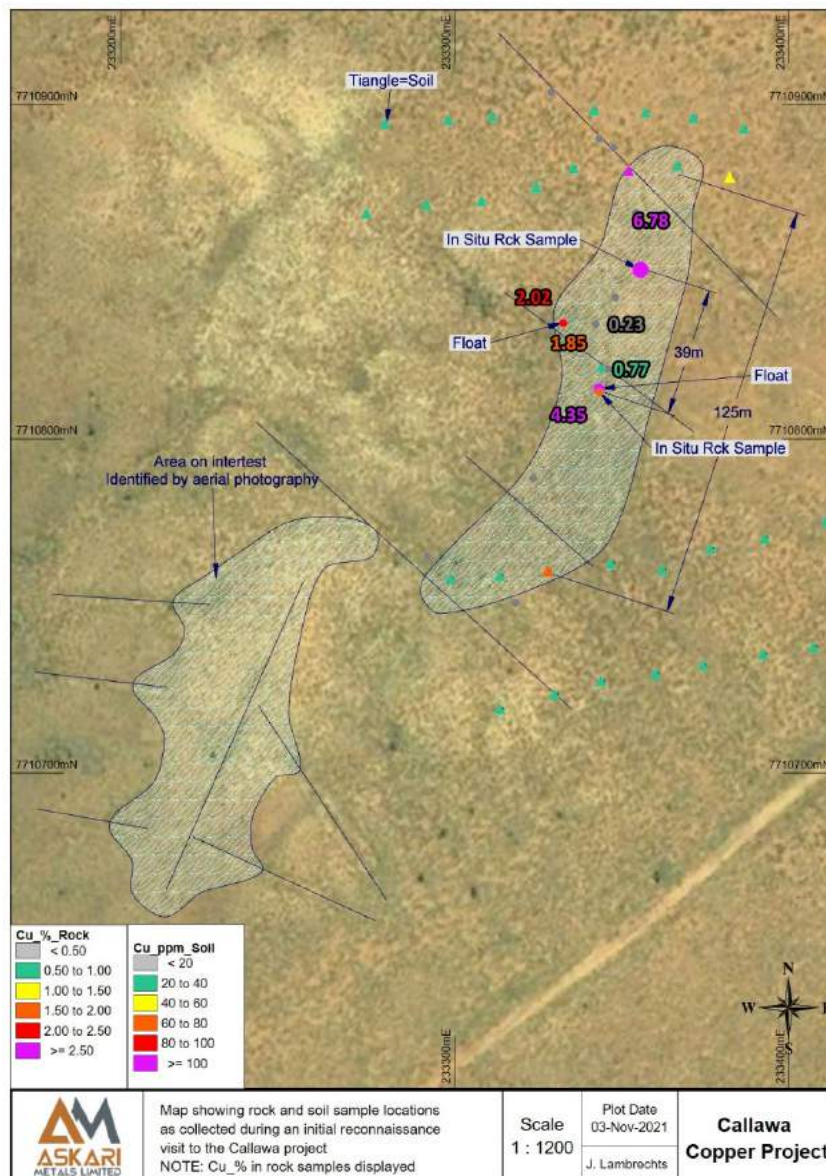 233200mE
233300mE
233400mE
7710900mN
Tiangle=Soil
7710900mN
6.78
In Situ Rck Sample
2.02
0.23
Float
1.85
39m
0.77
Float
125m
4.35
7710800mN
In Situ Rck Sample
7710800mN
Area on intertest
Identified by aerial photography
7710700mN
7710700mN
Cu_%_Rock
< 0.50
0.50 to 1.00
1.00 to 1.50
1.50 to 2.00
2.00 to 2.50
>= 2.50
Cu_ppm_Soil
< 20
20 to 40
40 to 60
60 to 80
80 to 100
>= 100
233300mE
233400mE
N
W
E
S
AM
ASKARI
METALS LIMITED
Map showing rock and soil sample locations
as collected during an initial reconnaissance
visit to the Callawa project
NOTE: Cu_% in rock samples displayed
Scale
1 : 1200
Plot Date
03-Nov-2021
J. Lambrechts
Callawa
Copper Project